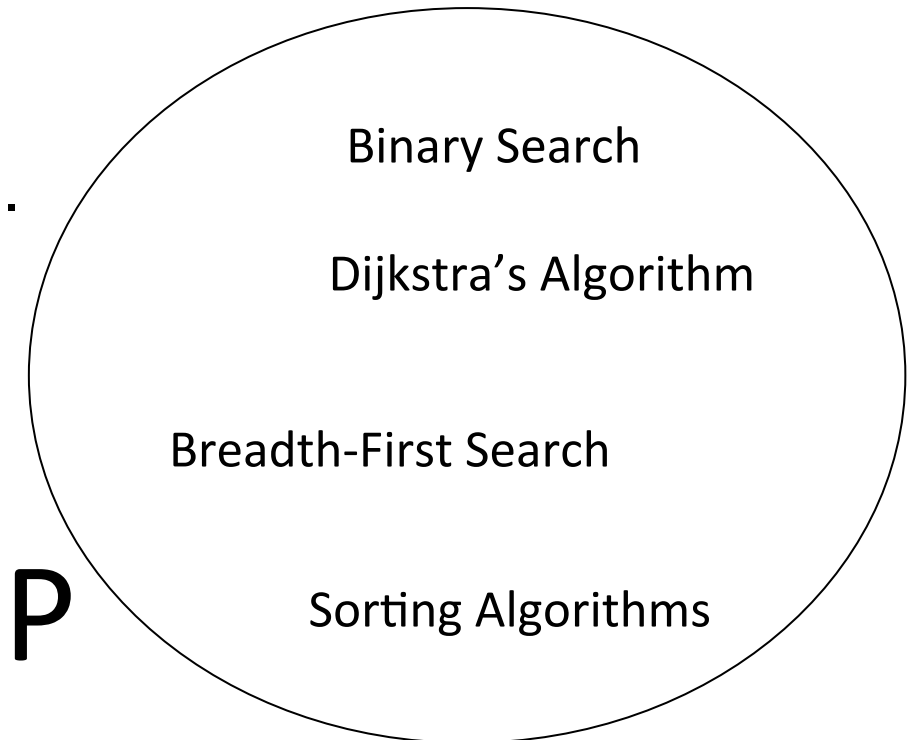 Binary Search
Dijkstra’s Algorithm
Breadth-First Search
P
Sorting Algorithms